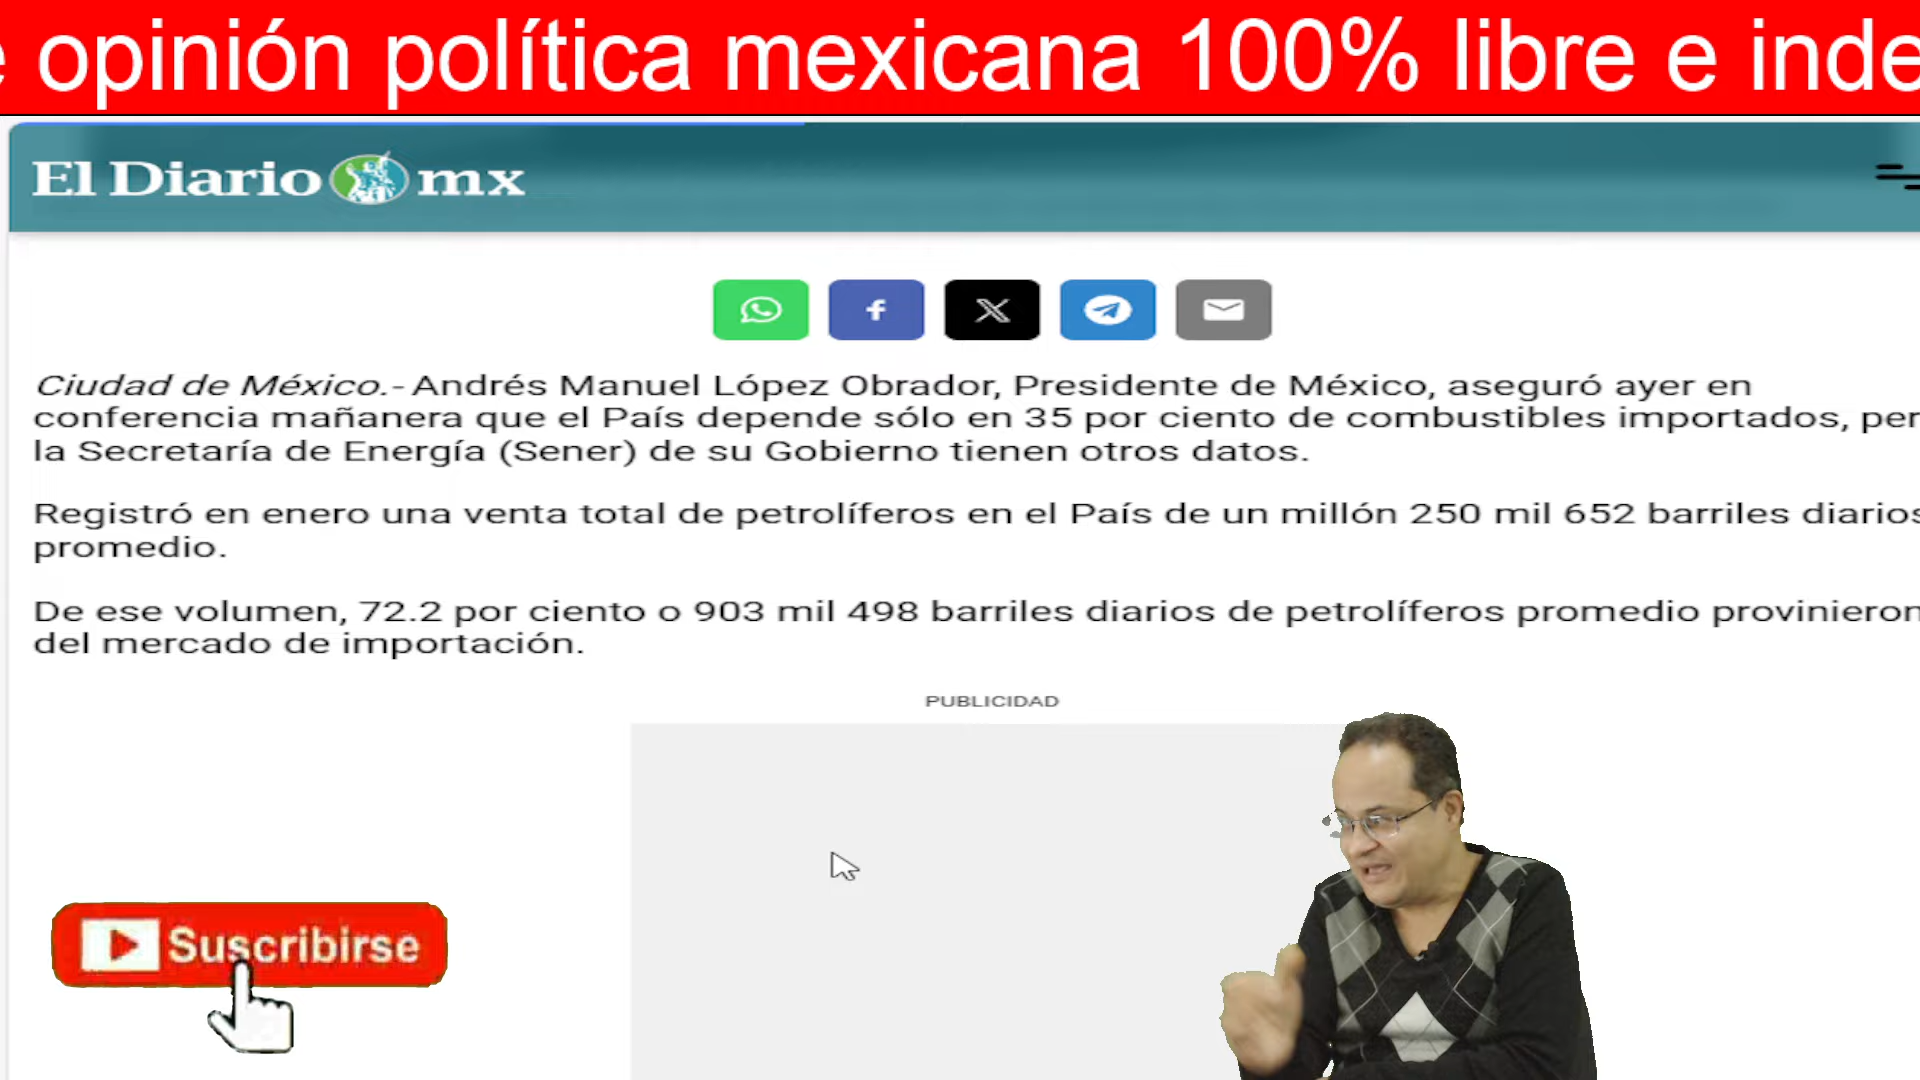 opinión política mexicana 100% libre e inde
El Diario mx
Ciudad de México.- Andrés Manuel López Obrador, Presidente de México, aseguró ayer en
conferencia mañanera que el País depende sólo en 35 por ciento de combustibles importados, per
la Secretaría de Energía (Sener) de su Gobierno tienen otros datos.
Registró en enero una venta total de petrolíferos en el País de un millón 250 mil 652 barriles diarios
promedio.
De ese volumen, 72.2 por ciento o 903 mil 498 barriles diarios de petrolíferos promedio provinieron
del mercado de importación.
PUBLICIDAD
Suscribirse